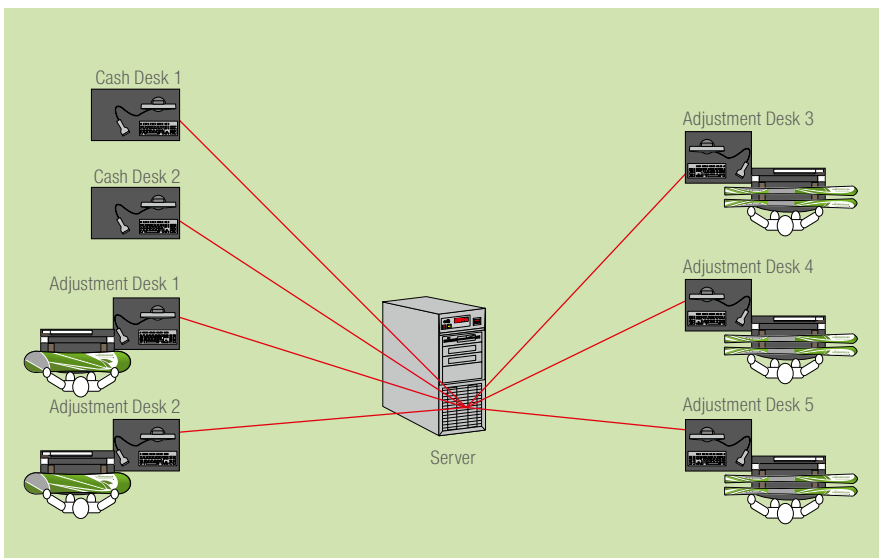 Cash Desk 1
Cash Desk 2
Adjustment Desk 1
Adjustment Desk 2
Server
Adjustment Desk 3
Adjustment Desk 4
Adjustment Desk 5